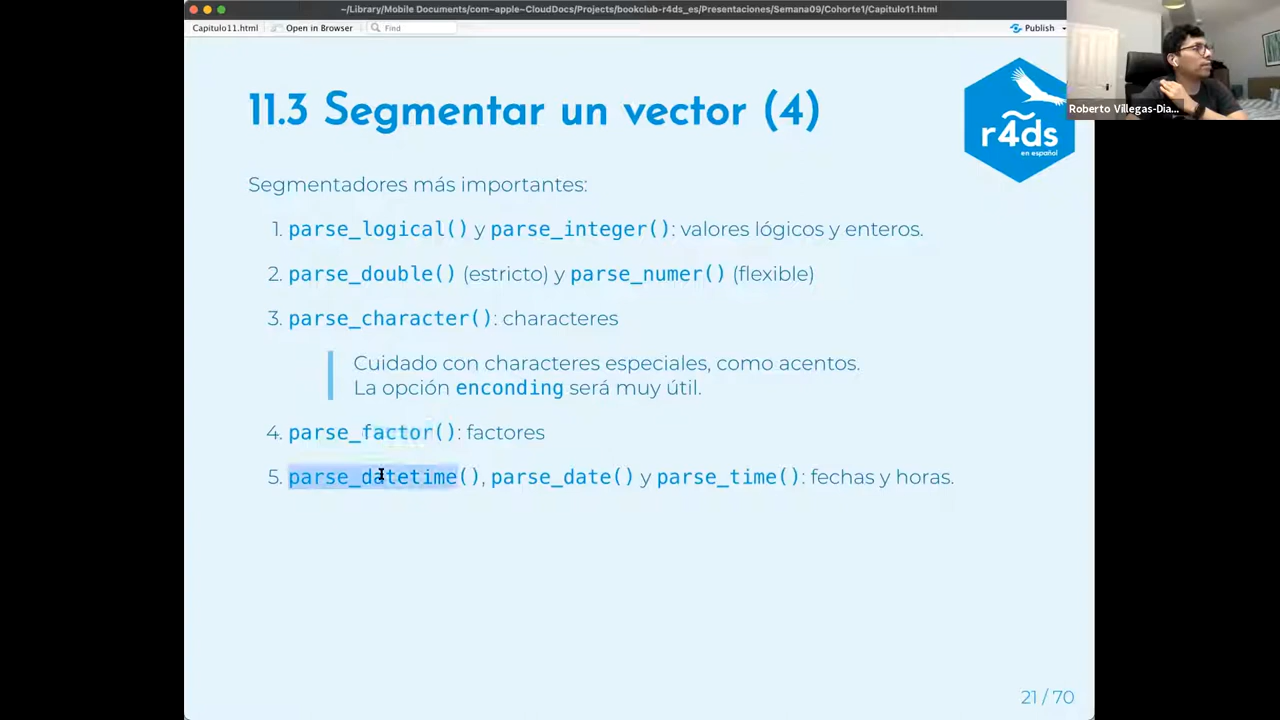 ~/Library/Mobile Documents/com~apple~CloudDocs/Projects/bookclub-r4ds_es/Presentaciones/Semana09/Cohorte1/Capitulo11.html
Capitulo11.html
Open in Browser
Find
Publish
Roberto Villegas-Dia...
11.3 Segmentar un vector (4)
r4ds
en español
Segmentadores más importantes:
1. parse_logical() y parse_integer(): valores lógicos y enteros.
2. parse_double() (estricto) y parse_numer() (flexible)
3. parse_character(): characteres
Cuidado con characteres especiales, como acentos.
La opción enconding será muy útil.
4. parse_factor(): factores
5. parse_datetime(), parse_date() y parse_time(): fechas y horas.
21 / 70